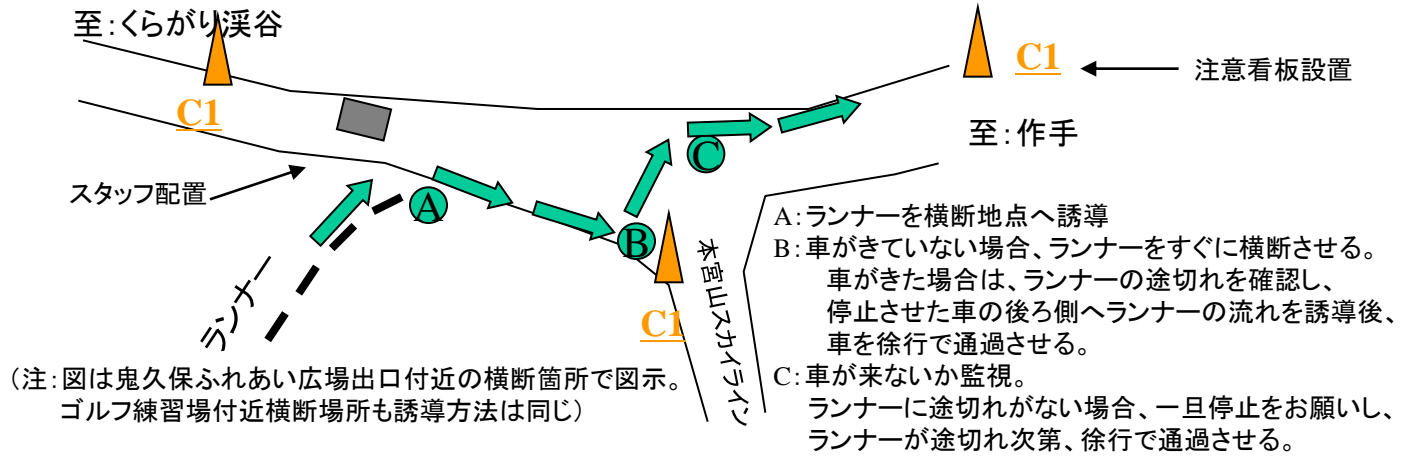 至：くらがり渓谷
C1
C1
注意看板設置
至：作手
スタッフ配置
A
B
C
C1
ランナー
本宮山スカイライン
A：ランナーを横断地点へ誘導
B：車がきていない場合、ランナーをすぐに横断させる。
車がきた場合は、ランナーの途切れを確認し、
停止させた車の後ろ側へランナーの流れを誘導後、
車を徐行で通過させる。
C：車が来ないか監視。
ランナーに途切れがない場合、一旦停止をお願いし、
ランナーが途切れ次第、徐行で通過させる。
（注：図は鬼久保ふれあい広場出口付近の横断箇所で図示。
ゴルフ練習場付近横断場所も誘導方法は同じ）